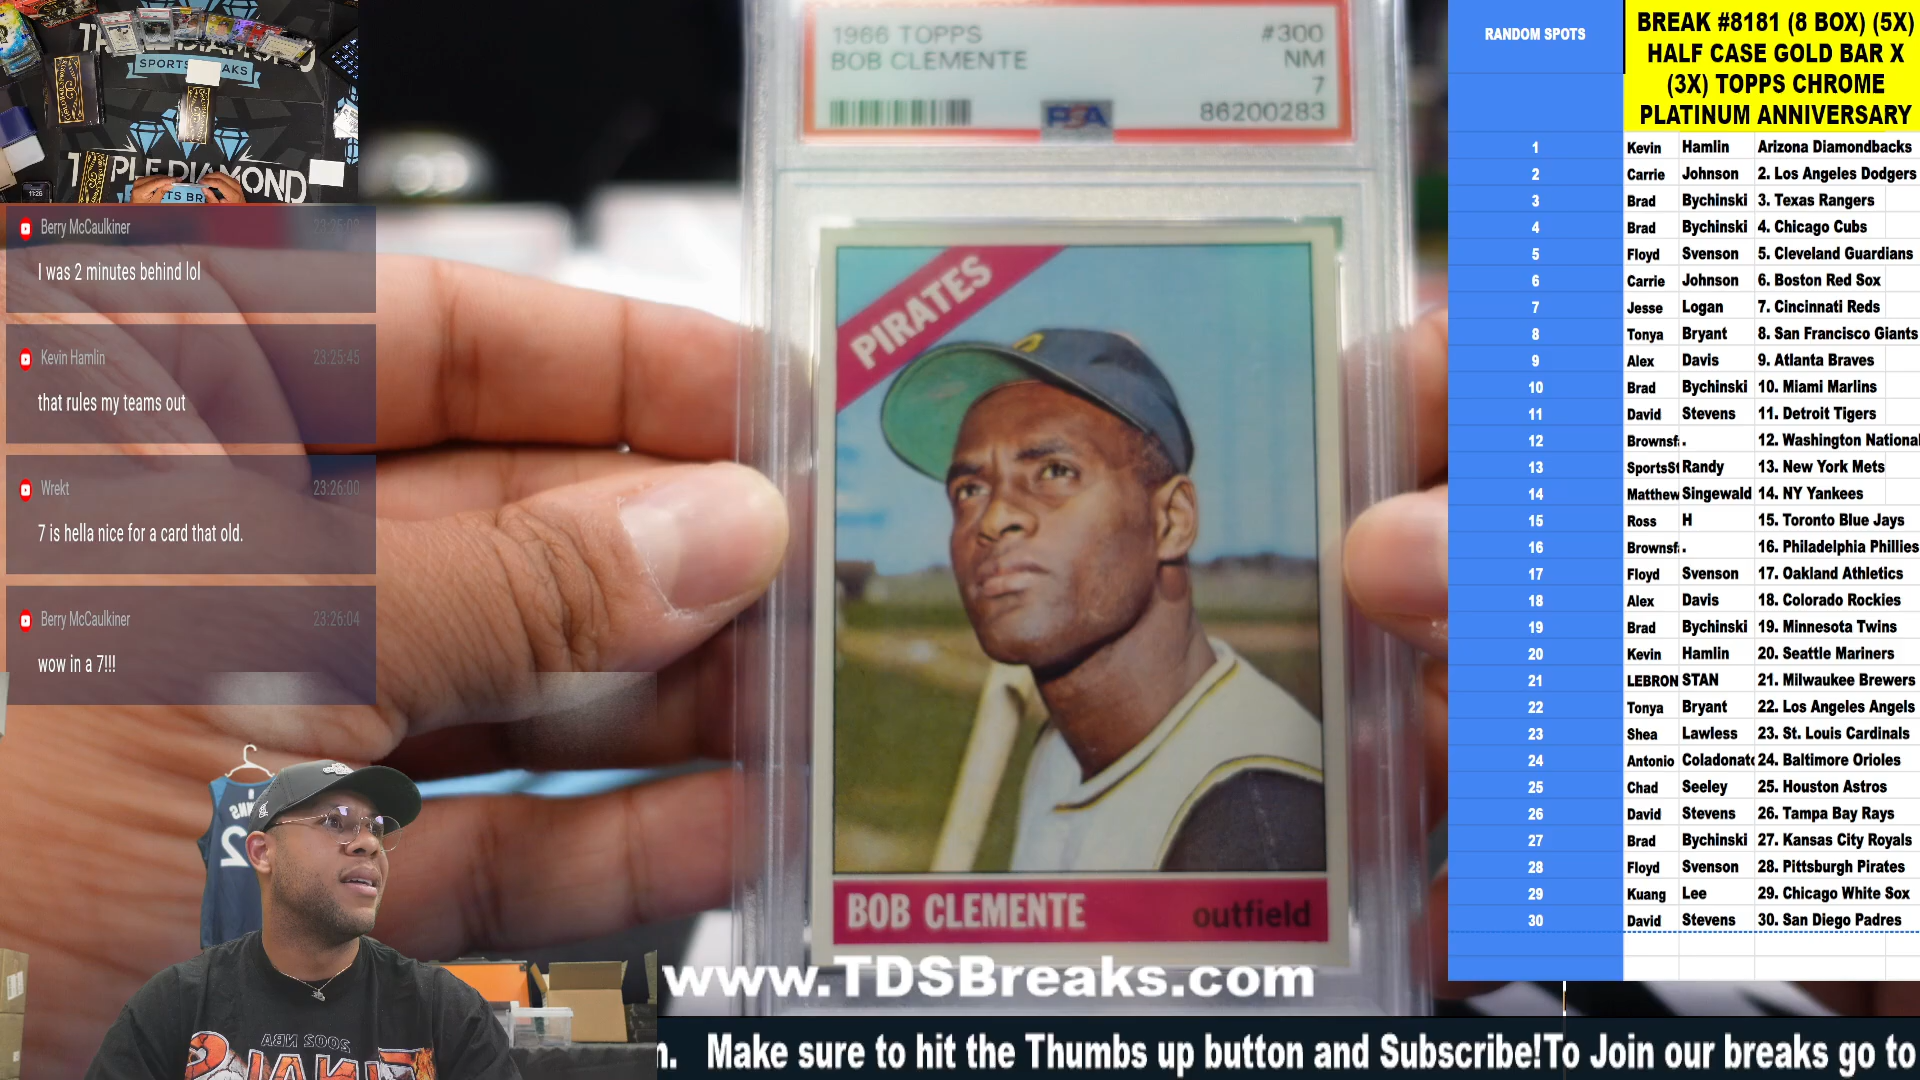 1966 TOPPS #300
BOB CLEMENTE NM
7
PSA 86200283
PIRATES
BOB CLEMENTE outfield
www.TDSBreaks.com
SPORTS BREAKS
11:26
Berry McCaulkiner 23:25:02
I was 2 minutes behind lol
Kevin Hamlin 23:25:45
that rules my teams out
Wrekt 23:26:00
7 is hella nice for a card that old.
Berry McCaulkiner 23:26:04
wow in a 7!!!
2002 NBA
RANDOM SPOTS
BREAK #8181 (8 BOX) (5X)
HALF CASE GOLD BAR X
(3X) TOPPS CHROME
PLATINUM ANNIVERSARY
1 Kevin Hamlin Arizona Diamondbacks
2 Carrie Johnson 2. Los Angeles Dodgers
3 Brad Bychinski 3. Texas Rangers
4 Brad Bychinski 4. Chicago Cubs
5 Floyd Svenson 5. Cleveland Guardians
6 Carrie Johnson 6. Boston Red Sox
7 Jesse Logan 7. Cincinnati Reds
8 Tonya Bryant 8. San Francisco Giants
9 Alex Davis 9. Atlanta Braves
10 Brad Bychinski 10. Miami Marlins
11 David Stevens 11. Detroit Tigers
12 Brownsf . 12. Washington National
13 SportsSt Randy 13. New York Mets
14 Matthew Singewald 14. NY Yankees
15 Ross H 15. Toronto Blue Jays
16 Brownsf . 16. Philadelphia Phillies
17 Floyd Svenson 17. Oakland Athletics
18 Alex Davis 18. Colorado Rockies
19 Brad Bychinski 19. Minnesota Twins
20 Kevin Hamlin 20. Seattle Mariners
21 LEBRON STAN 21. Milwaukee Brewers
22 Tonya Bryant 22. Los Angeles Angels
23 Shea Lawless 23. St. Louis Cardinals
24 Antonio Coladonato 24. Baltimore Orioles
25 Chad Seeley 25. Houston Astros
26 David Stevens 26. Tampa Bay Rays
27 Brad Bychinski 27. Kansas City Royals
28 Floyd Svenson 28. Pittsburgh Pirates
29 Kuang Lee 29. Chicago White Sox
30 David Stevens 30. San Diego Padres
n. Make sure to hit the Thumbs up button and Subscribe!To Join our breaks go to